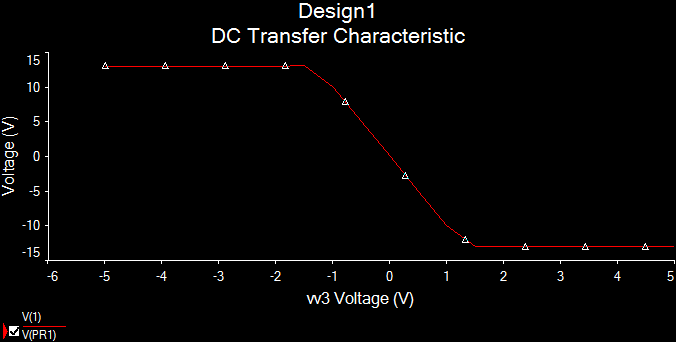 Design1
DC Transfer Characteristic
15
10
5
0
-5
-10
-15
Voltage (V)
-6 -5 -4 -3 -2 -1 0 1 2 3 4 5
vv3 Voltage (V)
V(1)
V(PR1)